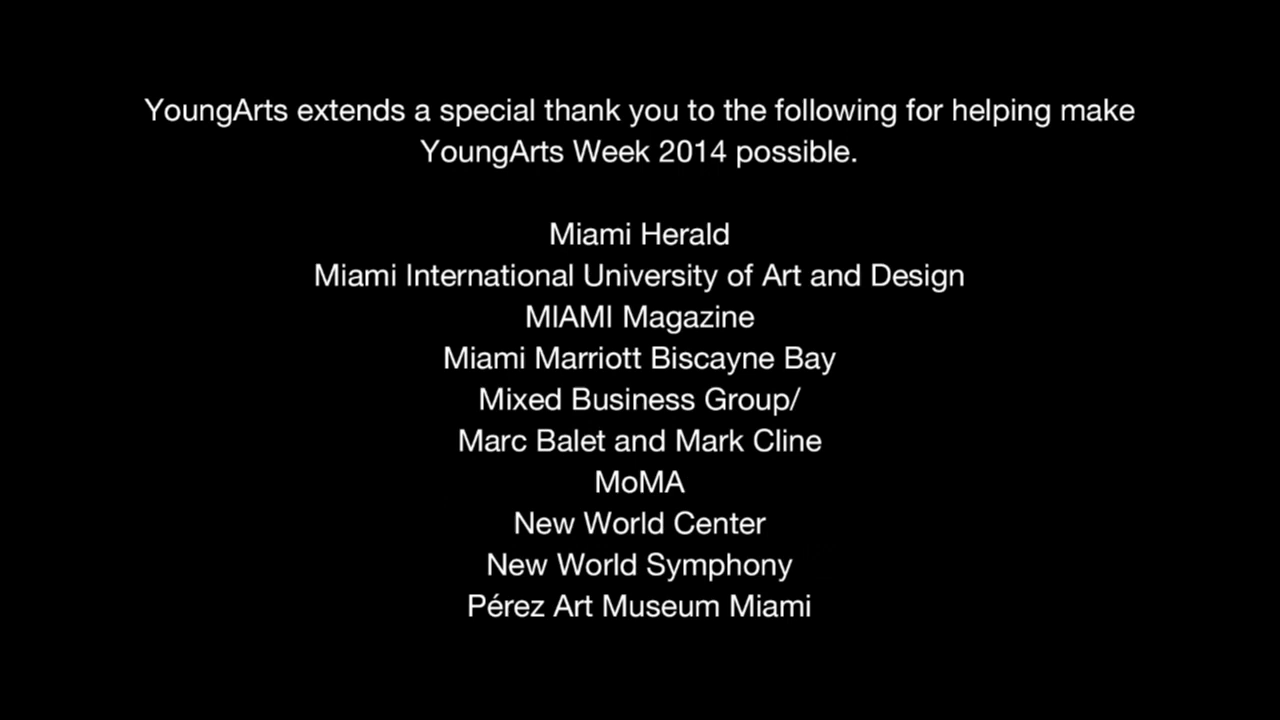 YoungArts extends a special thank you to the following for helping make
YoungArts Week 2014 possible.
Miami Herald
Miami International University of Art and Design
MIAMI Magazine
Miami Marriott Biscayne Bay
Mixed Business Group/
Marc Balet and Mark Cline
MoMA
New World Center
New World Symphony
Pérez Art Museum Miami